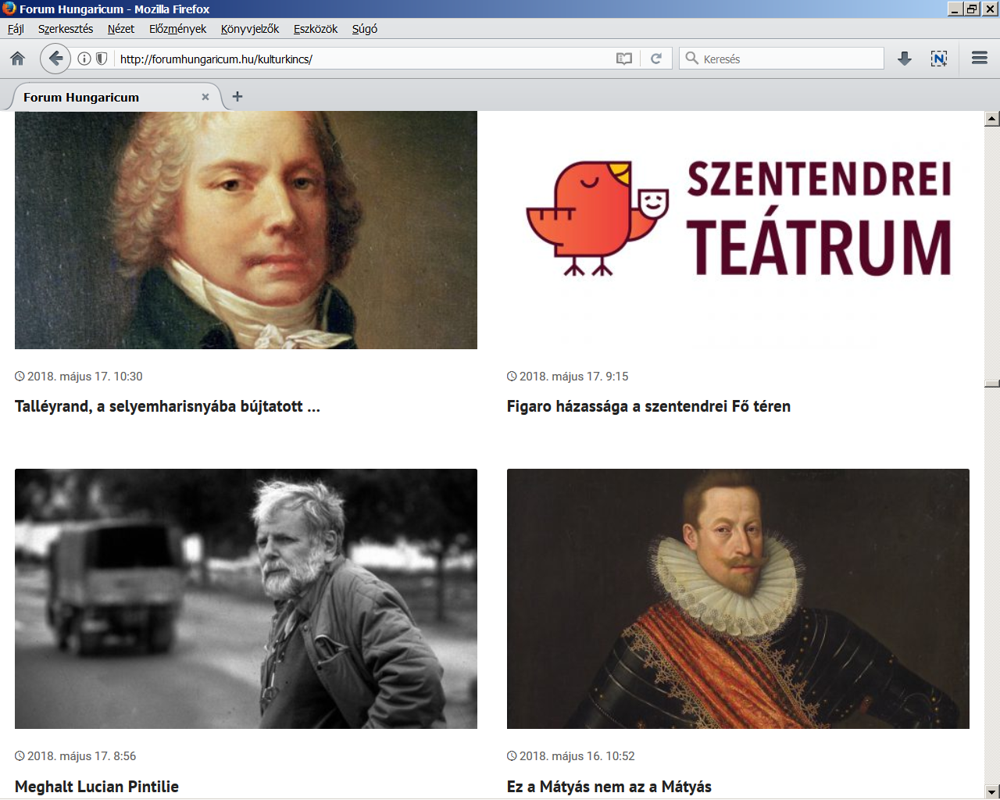 Forum Hungaricum - Mozilla Firefox
Fájl Szerkesztés Nézet Előzmények Könyvjelzők Eszközök Súgó
http://forumhungaricum.hu/kulturkincs/
Keresés
Forum Hungaricum
SZENTENDREI
TEÁTRUM
2018. május 17. 10:30
Talléyrand, a selyemharisnyába bújtatott ...
2018. május 17. 9:15
Figaro házassága a szentendrei Fő téren
2018. május 17. 8:56
Meghalt Lucian Pintilie
2018. május 16. 10:52
Ez a Mátyás nem az a Mátyás